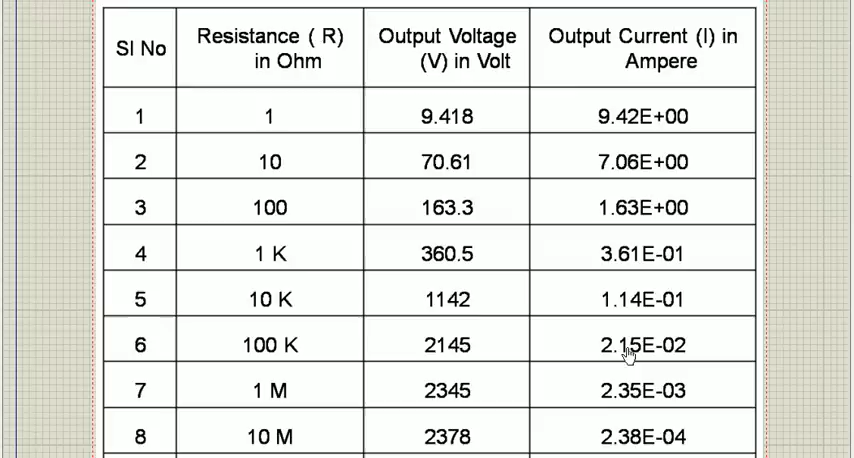 Sl No Resistance ( R) in Ohm Output Voltage (V) in Volt Output Current (I) in Ampere
1 1 9.418 9.42E+00
2 10 70.61 7.06E+00
3 100 163.3 1.63E+00
4 1 K 360.5 3.61E-01
5 10 K 1142 1.14E-01
6 100 K 2145 2.15E-02
7 1 M 2345 2.35E-03
8 10 M 2378 2.38E-04